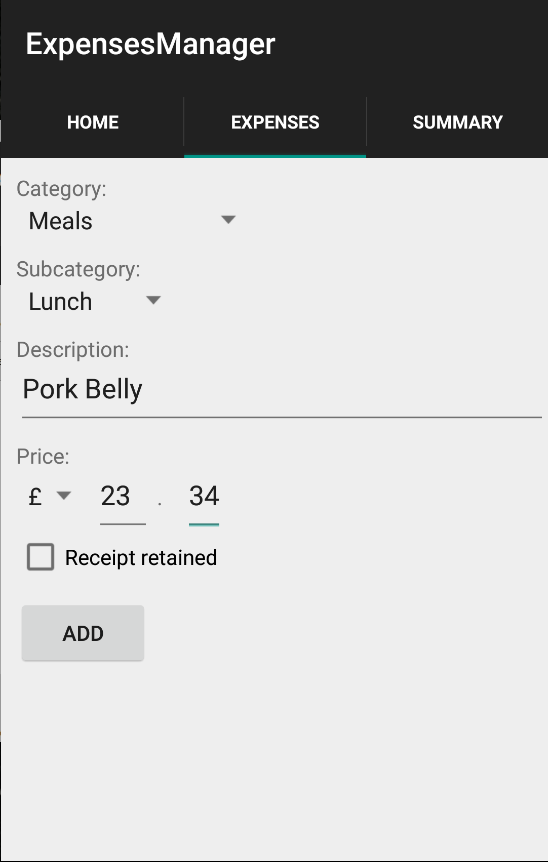 ExpensesManager
HOME EXPENSES SUMMARY
Category:
Meals
Subcategory:
Lunch
Description:
Pork Belly
Price:
£ 23 . 34
Receipt retained
ADD